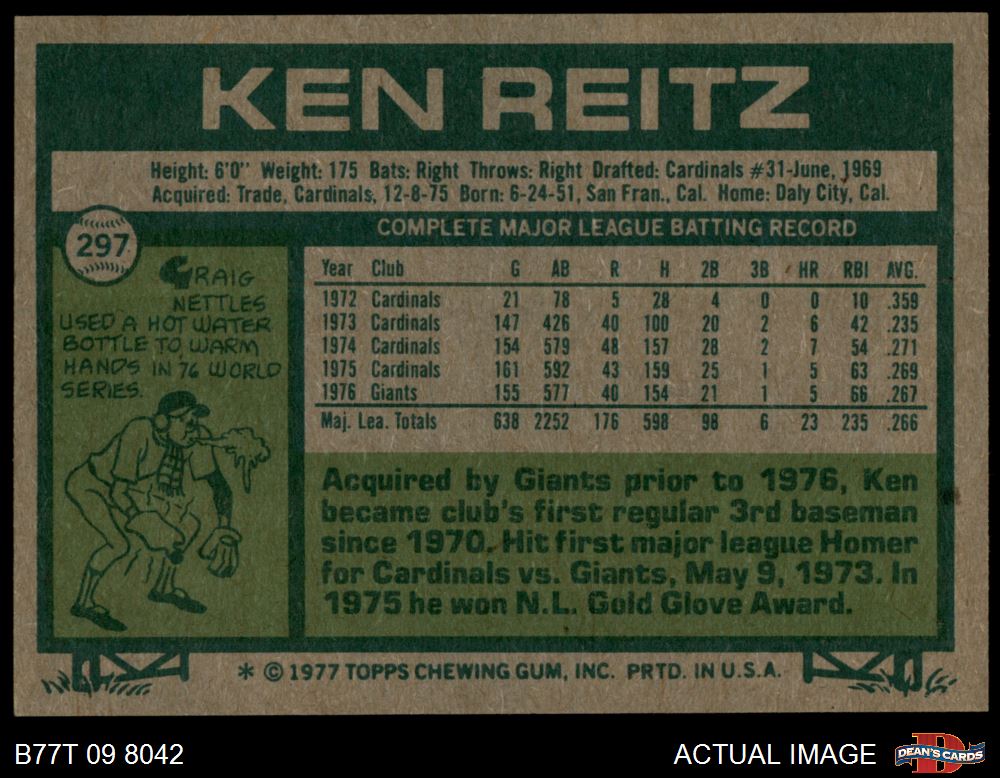 KEN REITZ
Height: 6'0" Weight: 175 Bats: Right Throws: Right Drafted: Cardinals #31-June, 1969
Acquired: Trade, Cardinals, 12-8-75 Born: 6-24-51, San Fran., Cal. Home: Daly City, Cal.
297
GRAIG
NETTLES
USED A HOT WATER
BOTTLE TO WARM
HANDS IN 76 WORLD
SERIES.
COMPLETE MAJOR LEAGUE BATTING RECORD
Year Club G AB R H 2B 3B HR RBI AVG.
1972 Cardinals 21 78 5 28 4 0 0 10 .359
1973 Cardinals 147 426 40 100 20 2 6 42 .235
1974 Cardinals 154 579 48 157 28 2 7 54 .271
1975 Cardinals 161 592 43 159 25 1 5 63 .269
1976 Giants 155 577 40 154 21 1 5 66 .267
Maj. Lea. Totals 638 2252 176 598 98 6 23 235 .266
Acquired by Giants prior to 1976, Ken
became club's first regular 3rd baseman
since 1970. Hit first major league Homer
for Cardinals vs. Giants, May 9, 1973. In
1975 he won N.L. Gold Glove Award.
* © 1977 TOPPS CHEWING GUM, INC. PRTD. IN U.S.A.
B77T 09 8042
ACTUAL IMAGE
D
DEAN'S CARDS